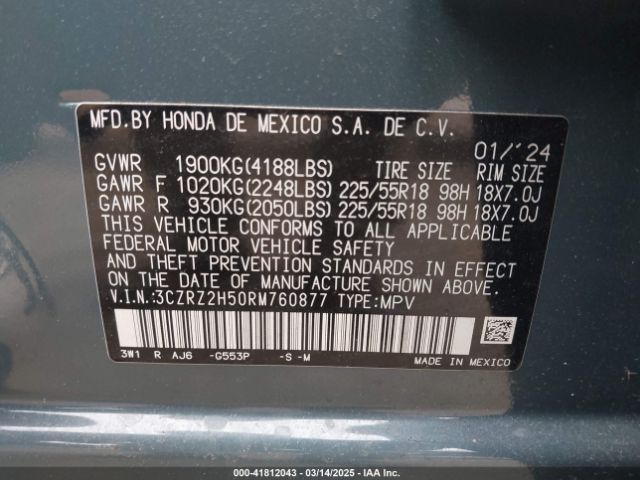 MFD.BY HONDA DE MEXICO S.A. DE C.V.
01/'24
GVWR 1900KG(4188LBS) TIRE SIZE RIM SIZE
GAWR F 1020KG(2248LBS) 225/55R18 98H 18X7.0J
GAWR R 930KG(2050LBS) 225/55R18 98H 18X7.0J
THIS VEHICLE CONFORMS TO ALL APPLICABLE
FEDERAL MOTOR VEHICLE SAFETY
AND THEFT PREVENTION STANDARDS IN EFFECT
ON THE DATE OF MANUFACTURE SHOWN ABOVE.
V.I.N.:3CZRZ2H50RM760877 TYPE:MPV
3W1 R AJ6 -G553P -S -M
MADE IN MEXICO
000-41812043 - 03/14/2025 - IAA Inc.